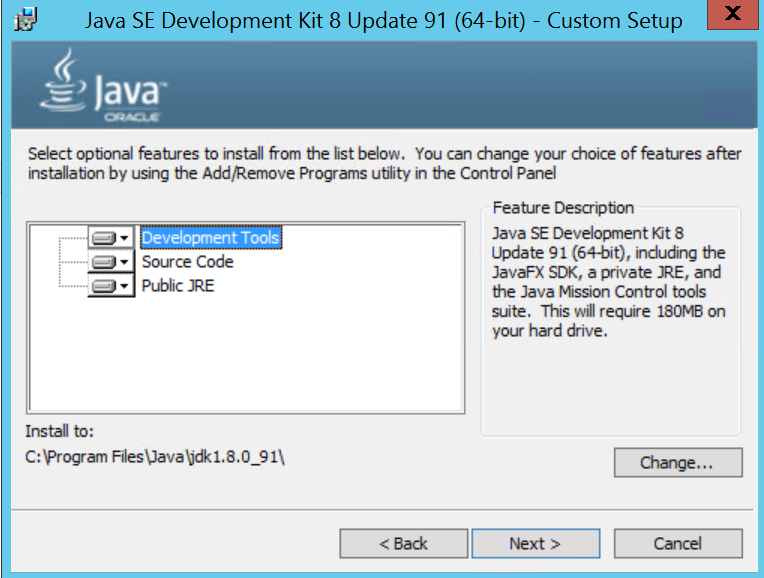 Java SE Development Kit 8 Update 91 (64-bit) - Custom Setup
X
Java™
ORACLE
Select optional features to install from the list below.  You can change your choice of features after
installation by using the Add/Remove Programs utility in the Control Panel
Development Tools
Source Code
Public JRE
Feature Description
Java SE Development Kit 8
Update 91 (64-bit), including the
JavaFX SDK, a private JRE, and
the Java Mission Control tools
suite.  This will require 180MB on
your hard drive.
Install to:
C:\Program Files\Java\jdk1.8.0_91\
Change...
< Back
Next >
Cancel